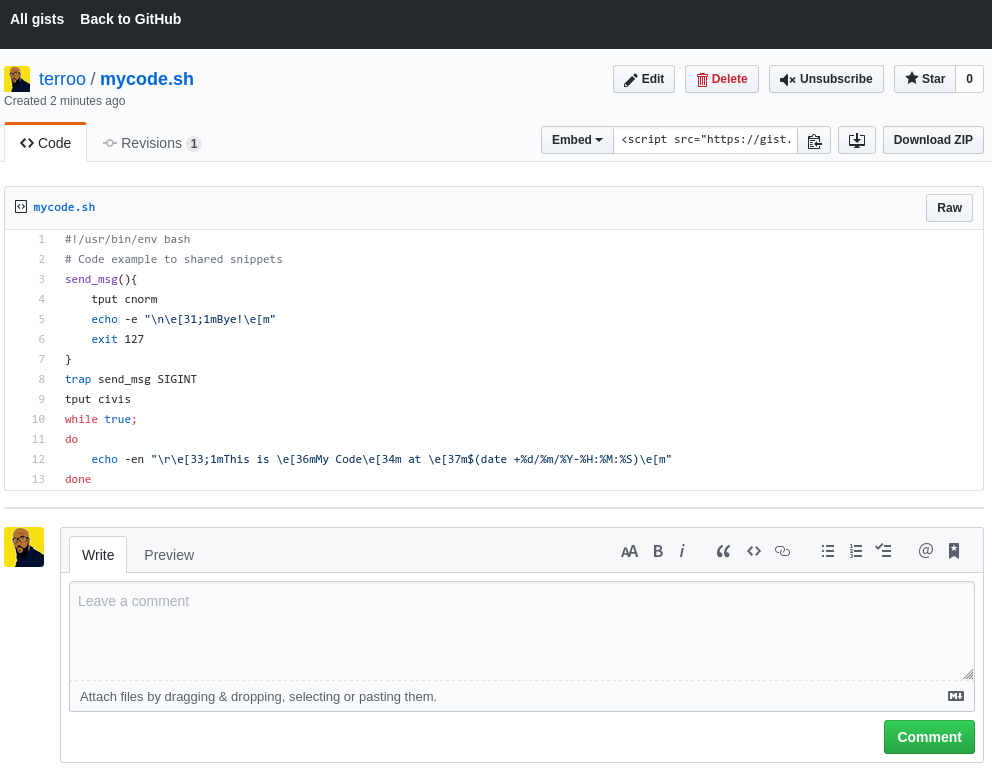 All gists Back to GitHub
terroo / mycode.sh
Edit Delete Unsubscribe Star 0
Created 2 minutes ago
Code Revisions 1
Embed <script src="https://gist. Download ZIP
mycode.sh Raw
1 #!/usr/bin/env bash
2 # Code example to shared snippets
3 send_msg(){
4     tput cnorm
5     echo -e "\n\e[31;1mBye!\e[m"
6     exit 127
7 }
8 trap send_msg SIGINT
9 tput civis
10 while true;
11 do
12     echo -en "\r\e[33;1mThis is \e[36mMy Code\e[34m at \e[37m$(date +%d/%m/%Y-%H:%M:%S)\e[m"
13 done
Write Preview AA B i @
Leave a comment
Attach files by dragging & dropping, selecting or pasting them.
Comment